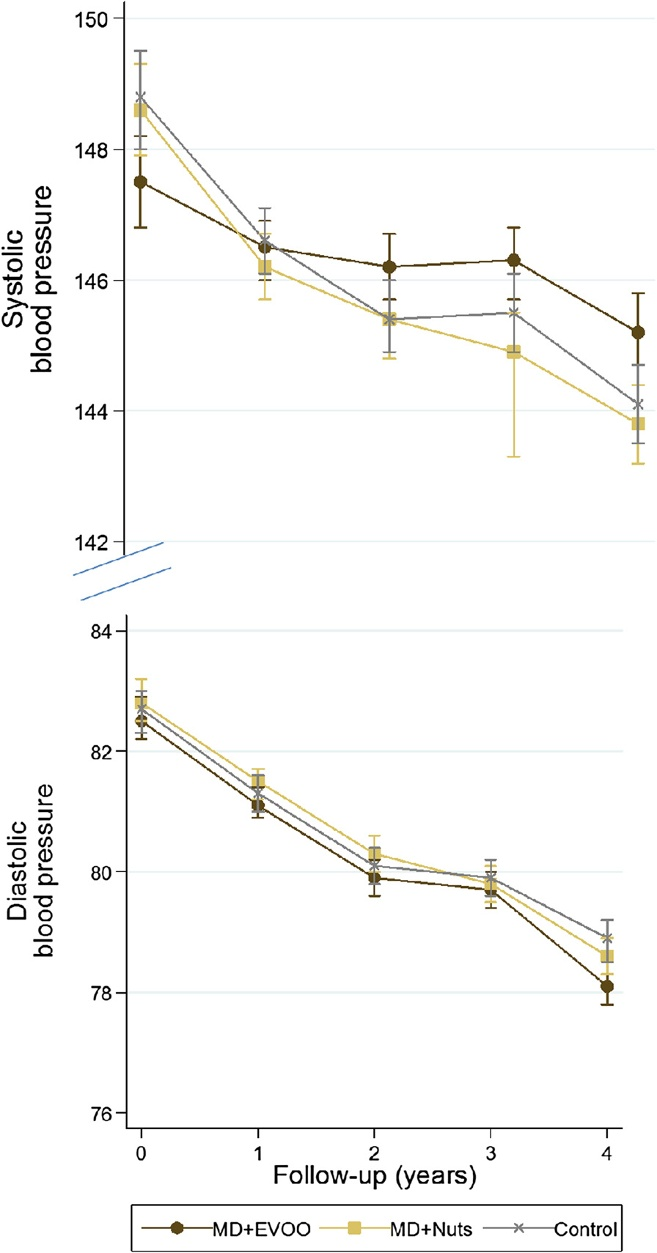 150
148
146
144
142
Systolic
blood pressure
84
82
80
78
76
Diastolic
blood pressure
0 1 2 3 4
Follow-up (years)
MD+EVOO MD+Nuts Control